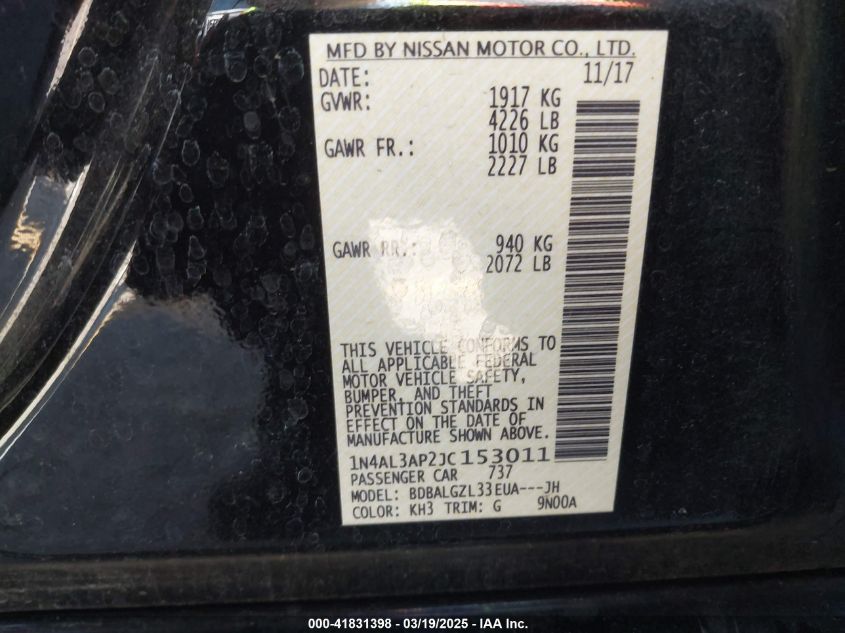 MFD BY NISSAN MOTOR CO., LTD.
DATE: 11/17
GVWR: 1917 KG
4226 LB
GAWR FR.: 1010 KG
2227 LB
GAWR RR.: 940 KG
2072 LB
THIS VEHICLE CONFORMS TO
ALL APPLICABLE FEDERAL
MOTOR VEHICLE SAFETY,
BUMPER, AND THEFT
PREVENTION STANDARDS IN
EFFECT ON THE DATE OF
MANUFACTURE SHOWN ABOVE.
1N4AL3AP2JC153011
PASSENGER CAR 737
MODEL: BDBALGZL33EUA---JH
COLOR: KH3 TRIM: G 9N00A
000-41831398 - 03/19/2025 - IAA Inc.